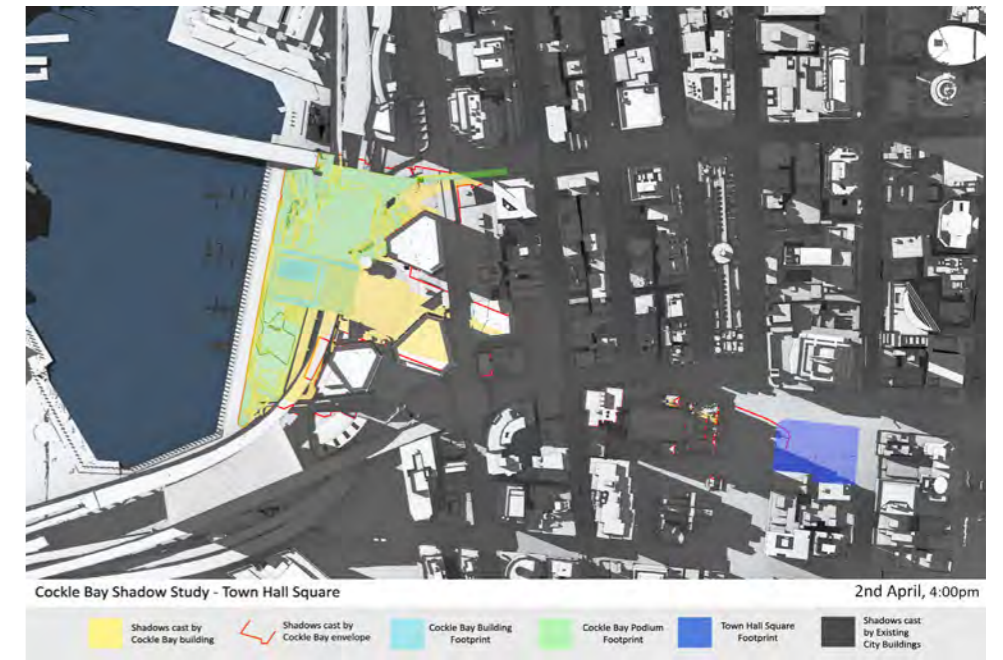 Cockle Bay Shadow Study - Town Hall Square
2nd April, 4:00pm
Shadows cast by
Cockle Bay building
Shadows cast by
Cockle Bay envelope
Cockle Bay Building
Footprint
Cockle Bay Podium
Footprint
Town Hall Square
Footprint
Shadows cast
by Existing
City Buildings